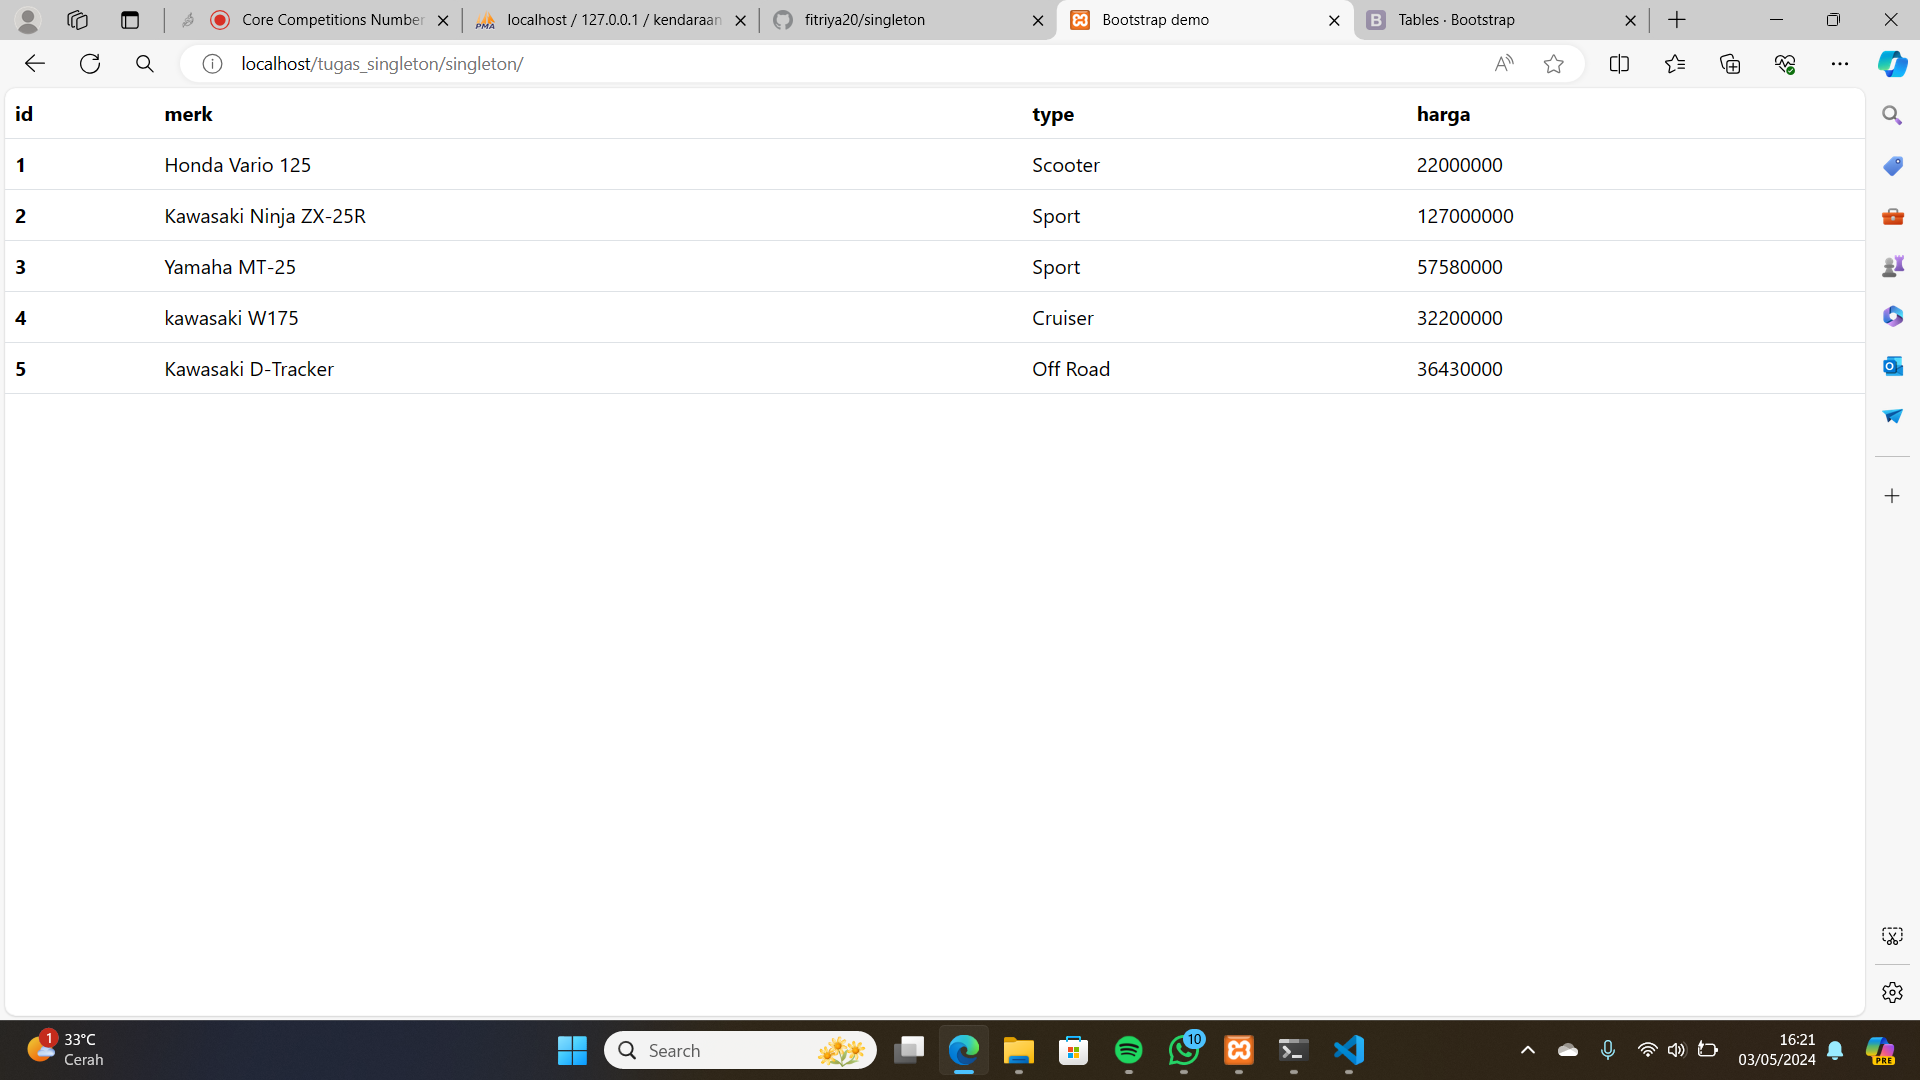 Core Competitions Number
localhost / 127.0.0.1 / kendaraan
fitriya20/singleton
Bootstrap demo
Tables · Bootstrap
localhost/tugas_singleton/singleton/
id merk type harga
1 Honda Vario 125 Scooter 22000000
2 Kawasaki Ninja ZX-25R Sport 127000000
3 Yamaha MT-25 Sport 57580000
4 kawasaki W175 Cruiser 32200000
5 Kawasaki D-Tracker Off Road 36430000
1 33°C
Cerah
Search
10
16:21
03/05/2024
PRE